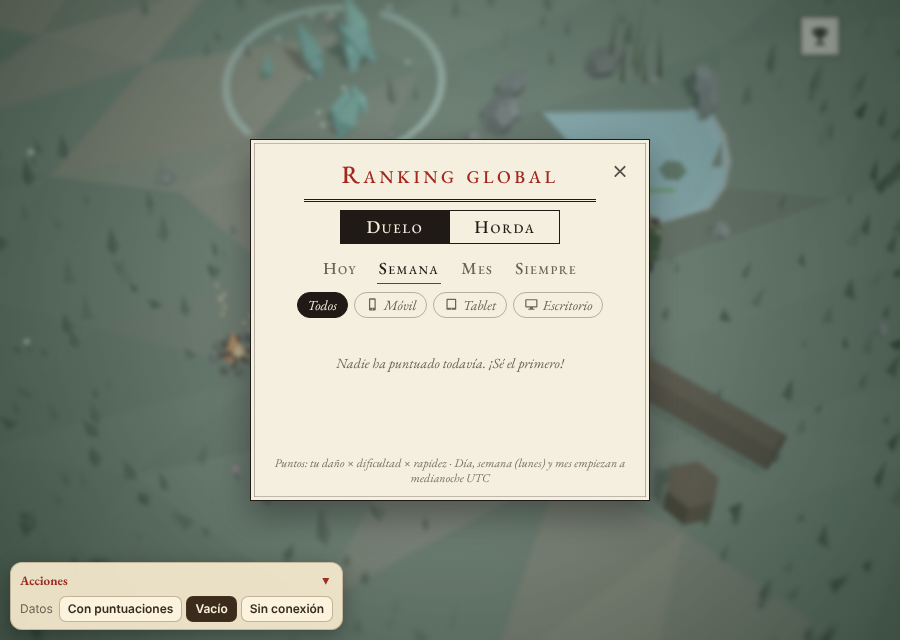 Ranking global
Duelo Horda
Hoy Semana Mes Siempre
Todos Móvil Tablet Escritorio
Nadie ha puntuado todavía. ¡Sé el primero!
Puntos: tu daño × dificultad × rapidez · Día, semana (lunes) y mes empiezan a
medianoche UTC
Acciones
Datos Con puntuaciones Vacío Sin conexión